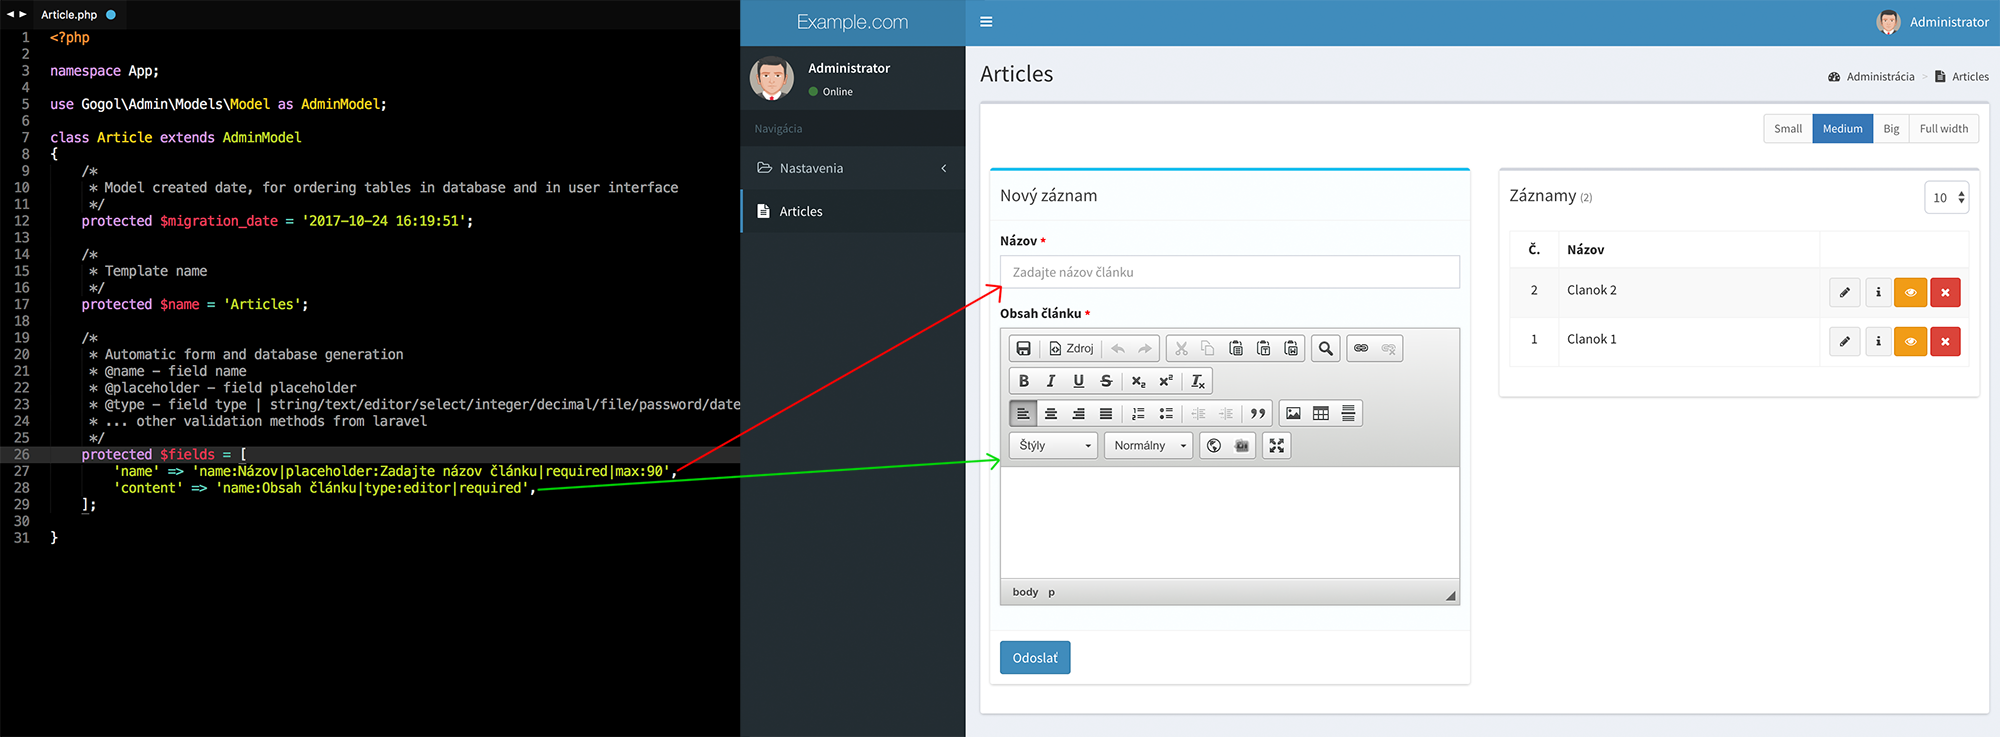 Article.php
1 <?php
2
3 namespace App;
4
5 use Gogol\Admin\Models\Model as AdminModel;
6
7 class Article extends AdminModel
8 {
9 /*
10 * Model created date, for ordering tables in database and in user interface
11 */
12 protected $migration_date = '2017-10-24 16:19:51';
13
14 /*
15 * Template name
16 */
17 protected $name = 'Articles';
18
19 /*
20 * Automatic form and database generation
21 * @name – field name
22 * @placeholder – field placeholder
23 * @type – field type | string/text/editor/select/integer/decimal/file/password/date
24 * ... other validation methods from laravel
25 */
26 protected $fields = [
27 'name' => 'name:Názov|placeholder:Zadajte názov článku|required|max:90',
28 'content' => 'name:Obsah článku|type:editor|required',
29 ];
30
31 }
Example.com
Administrator
Online
Navigácia
Nastavenia
Articles
Administrator
Articles
Administrácia > Articles
Small Medium Big Full width
Nový záznam
Názov *
Zadajte názov článku
Obsah článku *
Zdroj
B I U S x₂ x² Ix
Štýly Normálny
body p
Odoslať
Záznamy (2)
10
Č. Názov
2 Clanok 2
1 Clanok 1